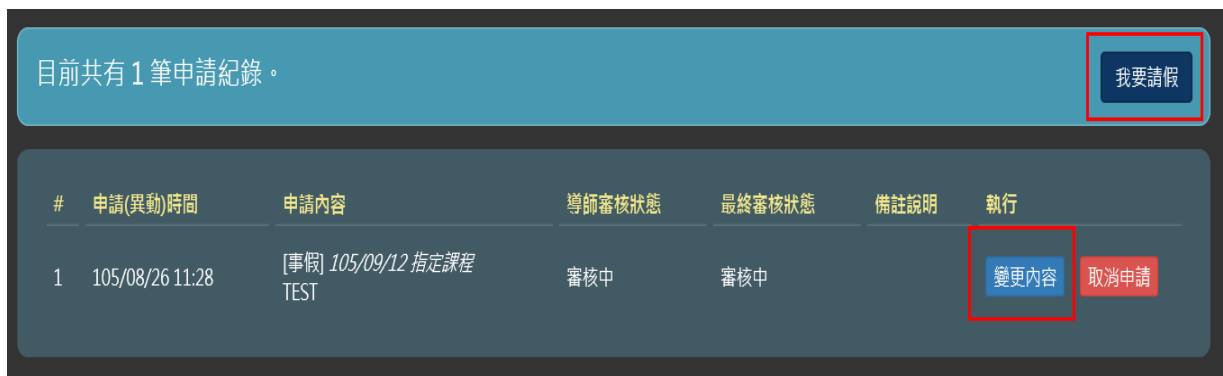 目前共有 1 筆申請紀錄。
我要請假
# 申請(異動)時間 申請內容 導師審核狀態 最終審核狀態 備註說明 執行
1 105/08/26 11:28 [事假] 105/09/12 指定課程 審核中 審核中 變更內容 取消申請
TEST